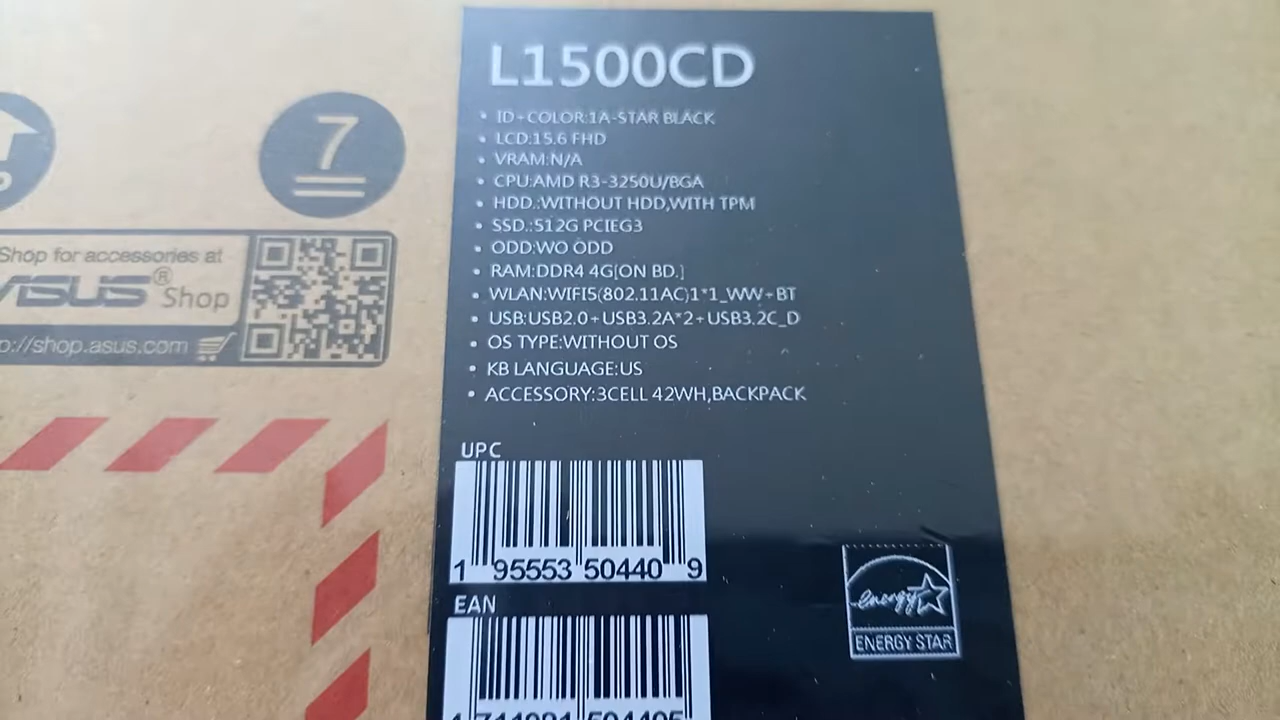 L1500CD
• ID+COLOR:1A-STAR BLACK
• LCD:15.6 FHD
• VRAM:N/A
• CPU:AMD R3-3250U/BGA
• HDD.:WITHOUT HDD,WITH TPM
• SSD.:512G PCIEG3
• ODD:WO ODD
• RAM:DDR4 4G[ON BD.]
• WLAN:WIFI5(802.11AC)1*1_WW+BT
• USB:USB2.0+USB3.2A*2+USB3.2C_D
• OS TYPE:WITHOUT OS
• KB LANGUAGE:US
• ACCESSORY:3CELL 42WH,BACKPACK
UPC
1 95553 50440 9
EAN
energy
ENERGY STAR
7
Shop for accessories at
ASUS® Shop
p://shop.asus.com